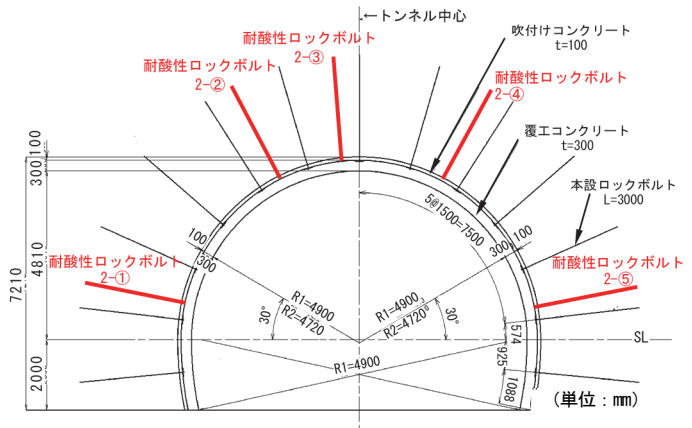 ←トンネル中心
耐酸性ロックボルト
2-③
吹付けコンクリート
t=100
耐酸性ロックボルト
2-②
耐酸性ロックボルト
2-④
覆工コンクリート
t=300
本設ロックボルト
L=3000
100
300
4810
7210
2000
5@1500=7500
100
300
300
100
耐酸性ロックボルト
2-①
耐酸性ロックボルト
2-⑤
R1=4900
R2=4720
30°
R1=4900
R2=4720
30°
574
SL
925
R1=4900
1088
(単位:mm)